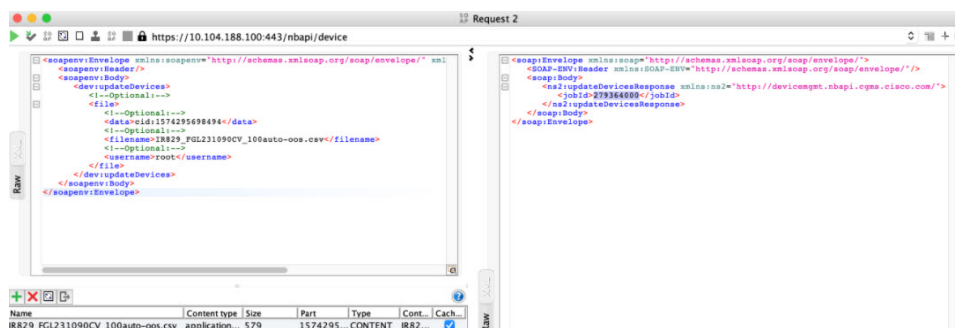 Request 2
https://10.104.188.100:443/nbapi/device
<soapenv:Envelope xmlns:soapenv="http://schemas.xmlsoap.org/soap/envelope/" xml
<soapenv:Header/>
<soapenv:Body>
<dev:updateDevices>
<!--Optional:-->
<file>
<!--Optional:-->
<data>cid:1574295698494</data>
<!--Optional:-->
<filename>IR829_FGL231090CV_100auto-oos.csv</filename>
<!--Optional:-->
<username>root</username>
</file>
</dev:updateDevices>
</soapenv:Body>
</soapenv:Envelope>
Raw
<soap:Envelope xmlns:soap="http://schemas.xmlsoap.org/soap/envelope/">
<SOAP-ENV:Header xmlns:SOAP-ENV="http://schemas.xmlsoap.org/soap/envelope/"/>
<soap:Body>
<ns2:updateDevicesResponse xmlns:ns2="http://devicemgmt.nbapi.cgms.cisco.com/">
<jobId>279364000</jobId>
</ns2:updateDevicesResponse>
</soap:Body>
</soap:Envelope>
Raw
Name Content type Size Part Type Cont... Cach...
IR829_FGL231090CV_100auto-oos.csv application... 579 1574295... CONTENT IR82...